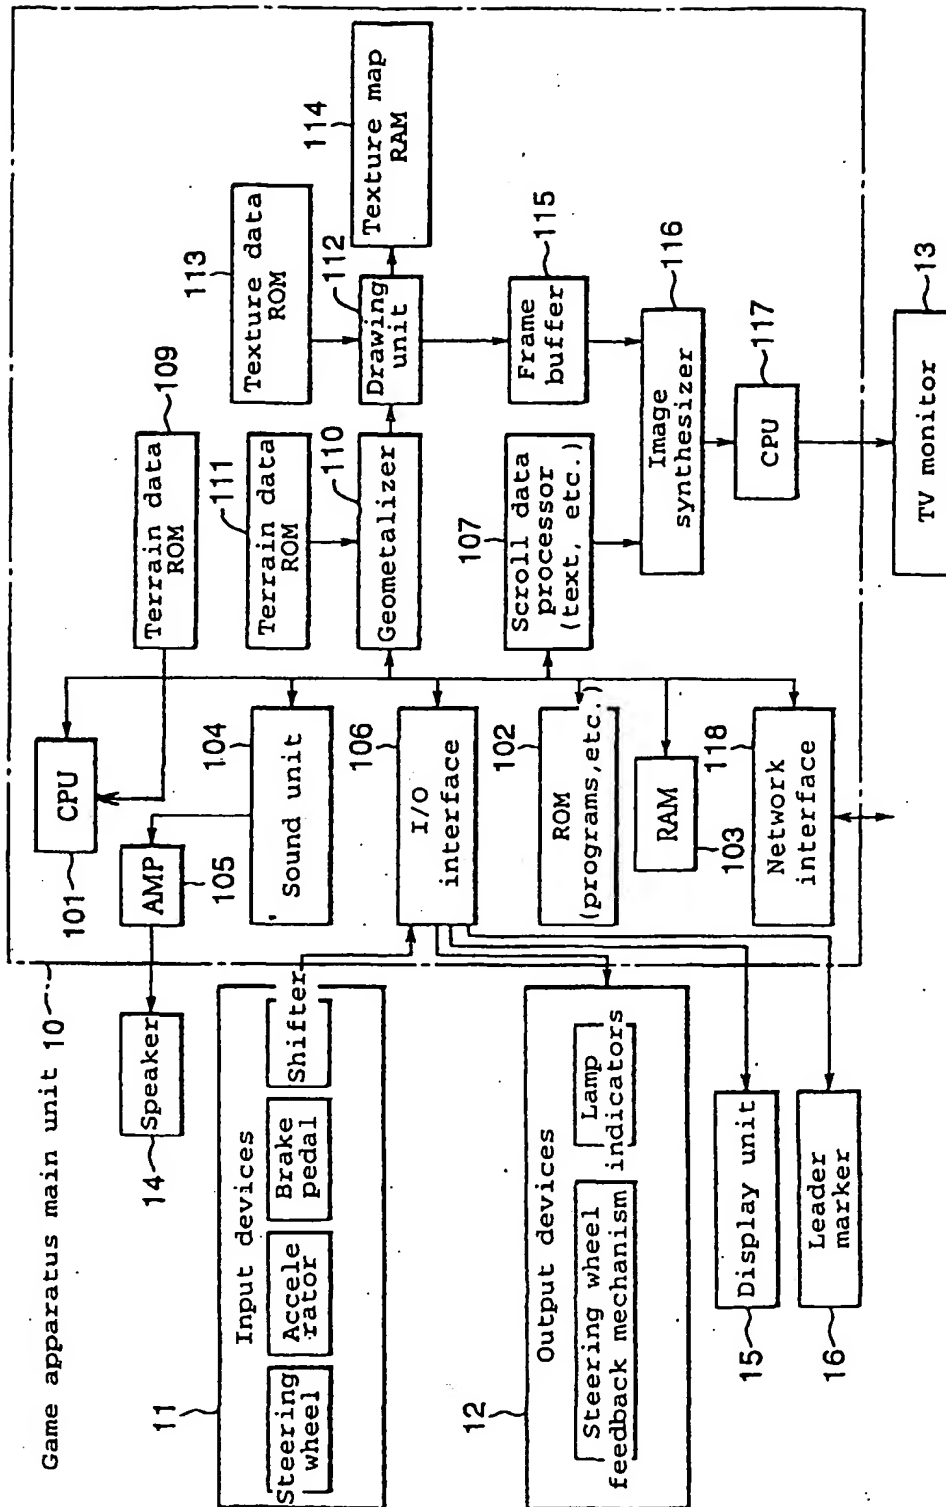 Game apparatus main unit 10
101
CPU
Terrain data
ROM
109
113
Texture data
ROM
114
Texture map
RAM
14
Speaker
AMP
105
104
Sound unit
111
Terrain data
ROM
110
Geometalizer
112
Drawing
unit
11
Input devices
Steering
wheel
Accele
rator
Brake
pedal
Shifter
106
I/O
interface
107
Scroll data
processor
(text, etc.)
Frame
buffer
115
102
ROM
(programs,etc.)
Image
synthesizer
116
12
Output devices
Steering wheel
feedback mechanism
Lamp
indicators
RAM
103
CPU
117
15
Display unit
118
Network
interface
16
Leader
marker
TV monitor
13